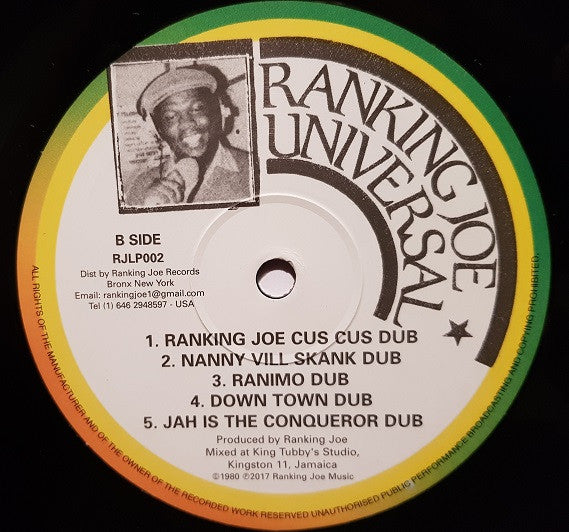 RANKING JOE
UNIVERSAL
B SIDE
RJLP002
Dist by Ranking Joe Records
Bronx New York
Email: rankingjoe1@gmail.com
Tel (1) 646 2948597 - USA
1. RANKING JOE CUS CUS DUB
2. NANNY VILL SKANK DUB
3. RANIMO DUB
4. DOWN TOWN DUB
5. JAH IS THE CONQUEROR DUB
Produced by Ranking Joe
Mixed at King Tubby's Studio,
Kingston 11, Jamaica
©1980 ℗2017 Ranking Joe Music
ALL RIGHTS OF THE MANUFACTURER AND OF THE OWNER OF THE RECORDED WORK RESERVED UNAUTHORISED PUBLIC PERFORMANCE BROADCASTING AND COPYING PROHIBITED.